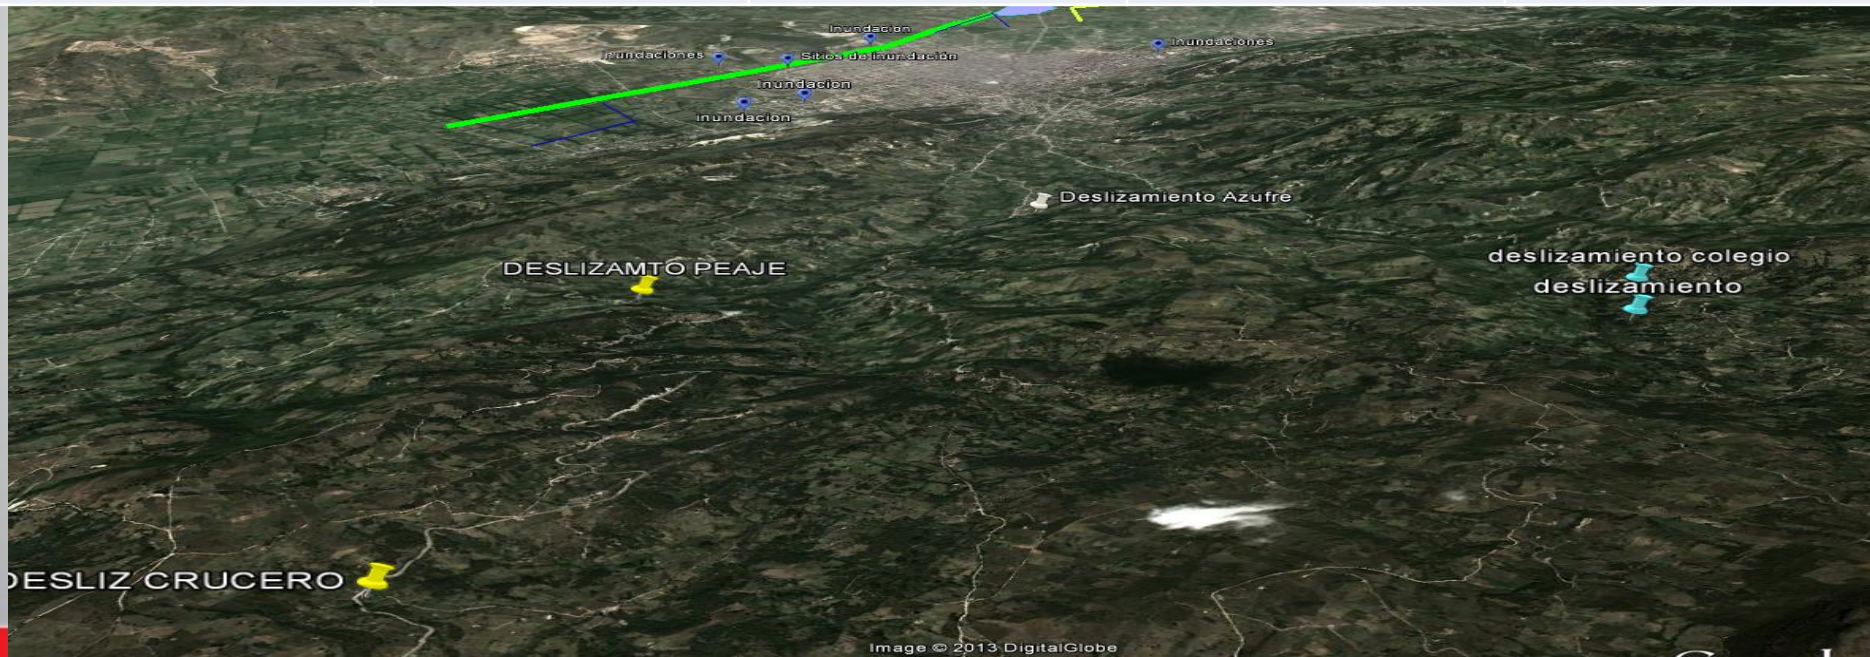 Inundacion
Inundaciones
Inundaciones
Sitios de inundación
Inundacion
inundacion
Deslizamiento Azufre
deslizamiento colegio
DESLIZAMTO PEAJE
deslizamiento
DESLIZ CRUCERO
Image © 2013 DigitalGlobe